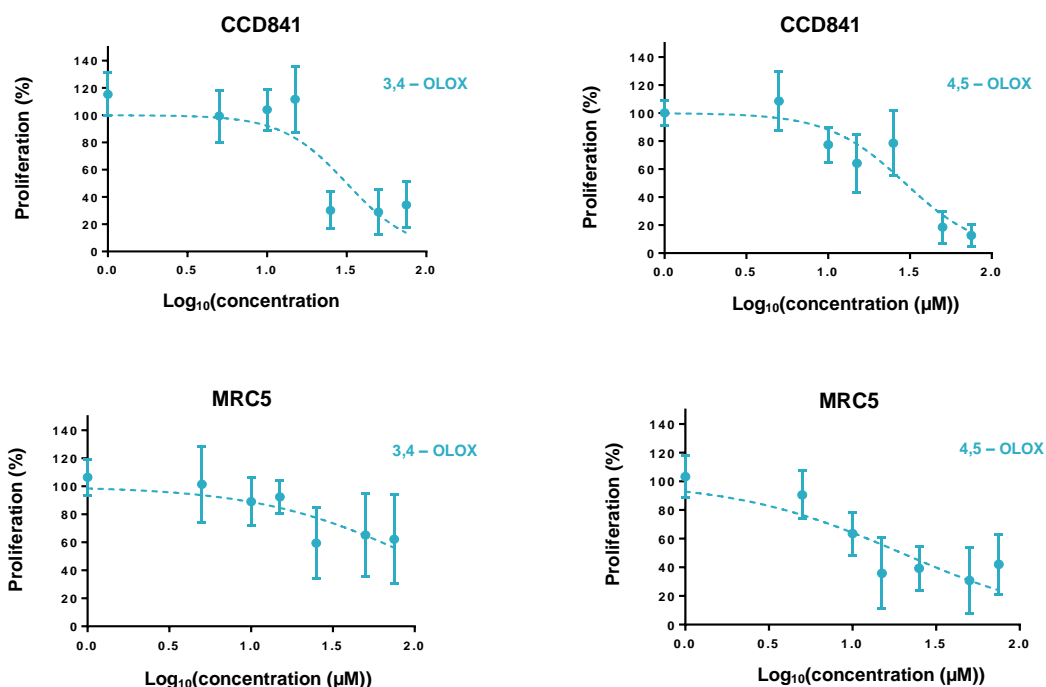 CCD841
3,4 – OLOX
Proliferation (%)
140
120
100
80
60
40
20
0
0.0 0.5 1.0 1.5 2.0
Log₁₀(concentration
CCD841
4,5 – OLOX
Proliferation (%)
140
120
100
80
60
40
20
0
0.0 0.5 1.0 1.5 2.0
Log₁₀(concentration (µM))
MRC5
3,4 – OLOX
Proliferation (%)
140
120
100
80
60
40
20
0
0.0 0.5 1.0 1.5 2.0
Log₁₀(concentration (µM))
MRC5
4,5 – OLOX
Proliferation (%)
140
120
100
80
60
40
20
0
0.0 0.5 1.0 1.5 2.0
Log₁₀(concentration (µM))